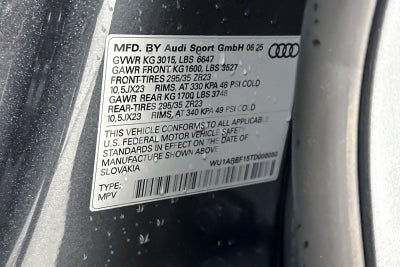 MFD. BY Audi Sport GmbH 06 25
GVWR KG 3015, LBS 6647
GAWR FRONT KG1600, LBS 3527
FRONT-TIRES 295/35 ZR23
10,5JX23 RIMS. AT 330 KPA 48 PSI COLD
GAWR REAR KG 1700 LBS 3748
REAR-TIRES 295/35 ZR23
10,5JX23 RIMS. AT 340 KPA 49 PSI COLD
THIS VEHICLE CONFORMS TO ALL APPLICABLE
U.S. FEDERAL MOTOR VEHICLE SAFETY
STANDARDS IN EFFECT ON THE DATE OF
MANUFACTURE SHOWN ABOVE.
SLOVAKIA
TYPE:
MPV